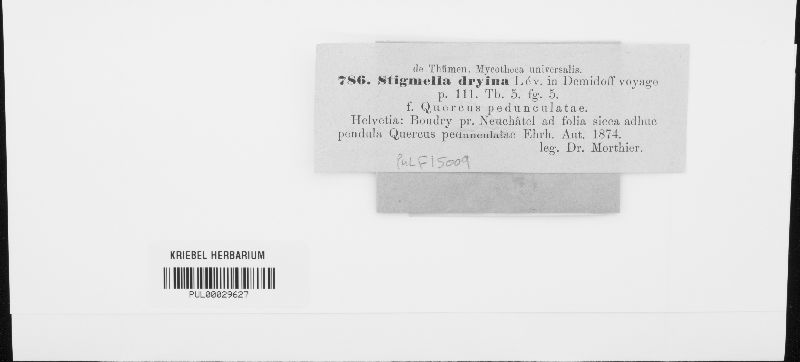 de Thümen, Mycotheca universalis.
786. Stigmella dryina Lév. in Demidoff voyage
p. 111. Tb. 5. fg. 5.
f. Quercus pedunculatae.
Helvetia: Boudry pr. Neuchâtel ad folia sicca adhuc
pendula Quercus pedunculatae Ehrh. Aut. 1874.
leg. Dr. Morthier.
PULF15009
KRIEBEL HERBARIUM
PUL00029627